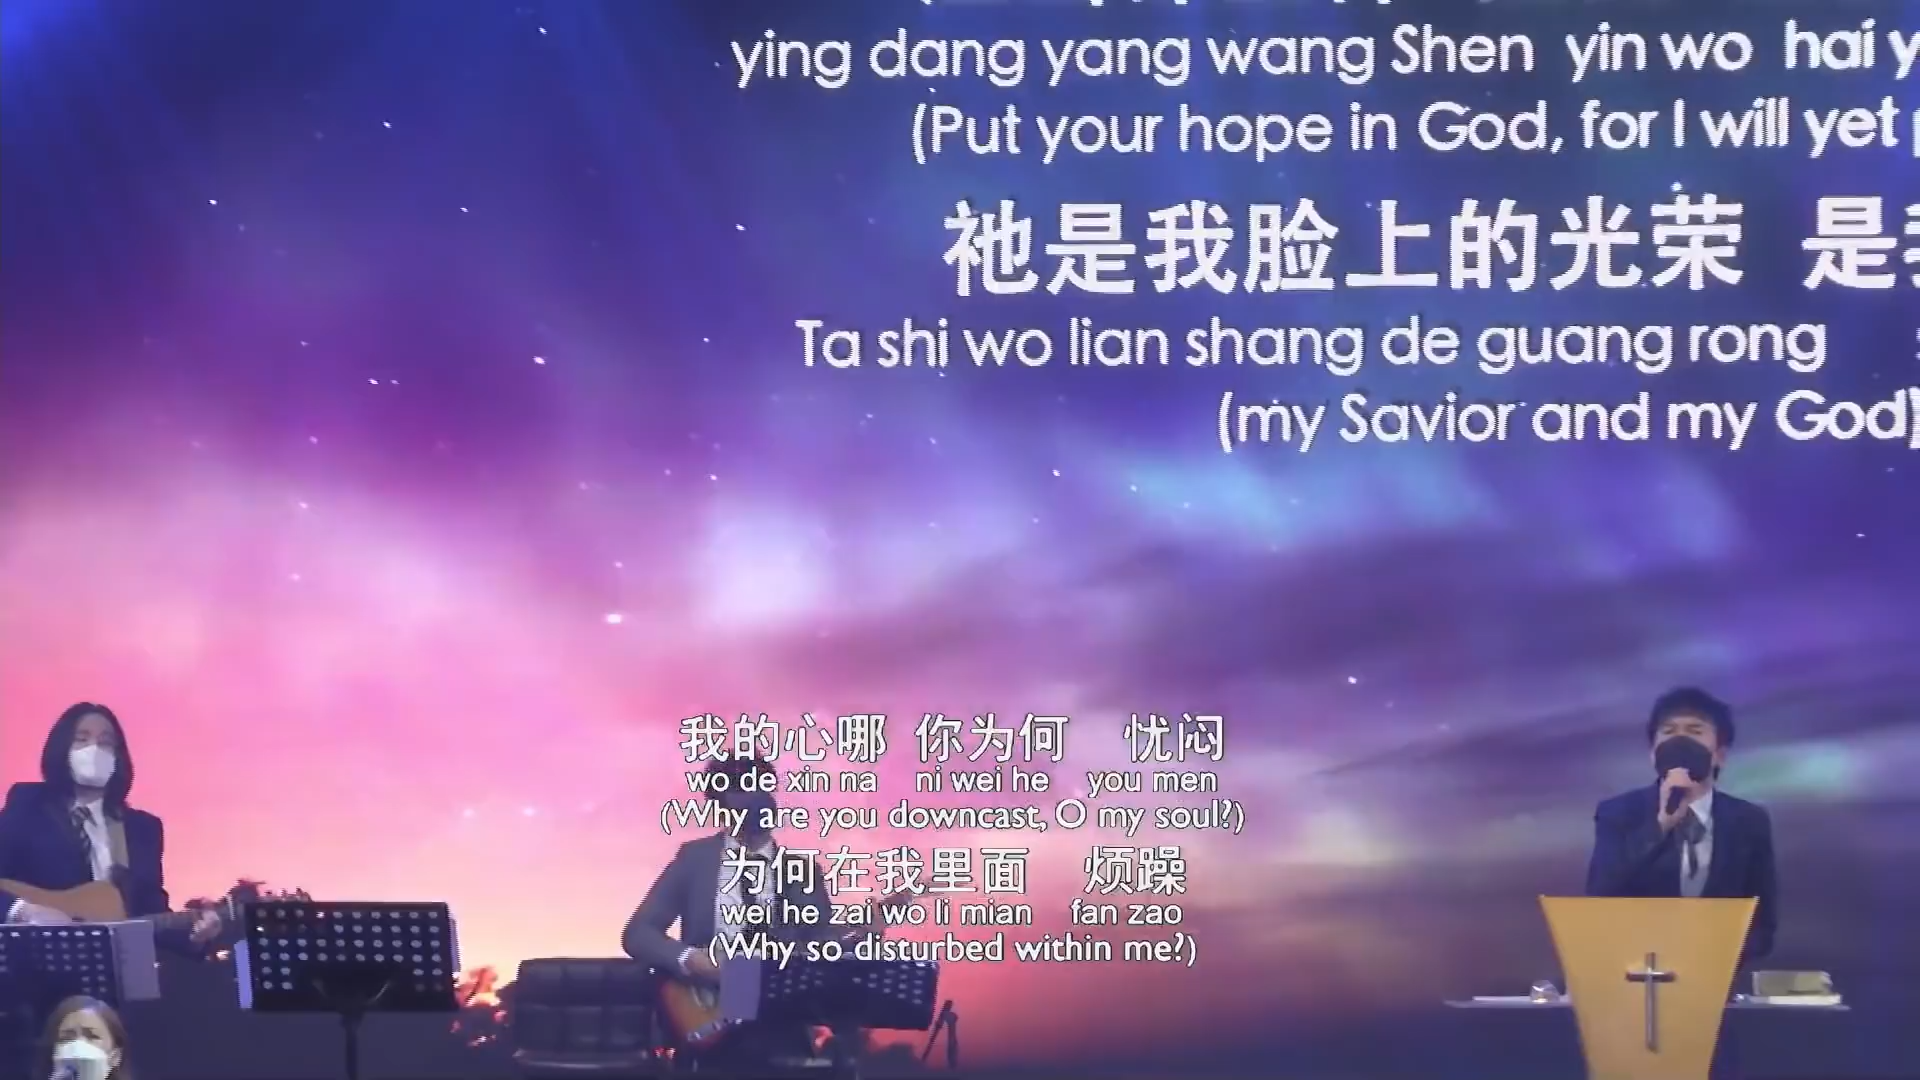 ying dang yang wang Shen yin wo hai y
(Put your hope in God, for I will yet
祂是我脸上的光荣 是我
Ta shi wo lian shang de guang rong
(my Savior and my God)
我的心哪 你为何 忧闷
wo de xin na ni wei he you men
(Why are you downcast, O my soul?)
为何在我里面 烦躁
wei he zai wo li mian fan zao
(Why so disturbed within me?)